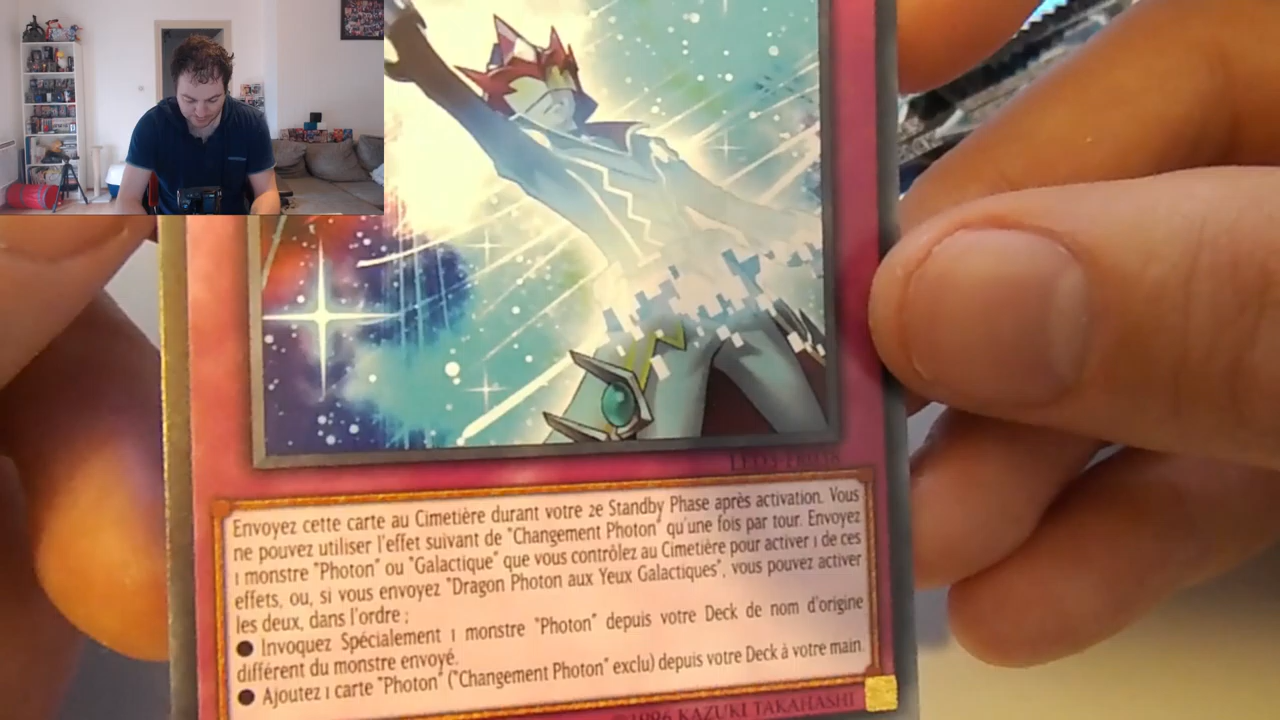 Envoyez cette carte au Cimetière durant votre 2e Standby Phase après activation. Vous
ne pouvez utiliser l'effet suivant de "Changement Photon" qu'une fois par tour. Envoyez
1 monstre "Photon" ou "Galactique" que vous contrôlez au Cimetière pour activer 1 de ces
effets, ou, si vous envoyez "Dragon Photon aux Yeux Galactiques", vous pouvez activer
les deux, dans l'ordre ;
● Invoquez Spécialement 1 monstre "Photon" depuis votre Deck de nom d'origine
différent du monstre envoyé.
● Ajoutez 1 carte "Photon" ("Changement Photon" exclu) depuis votre Deck à votre main.
©1996 KAZUKI TAKAHASHI